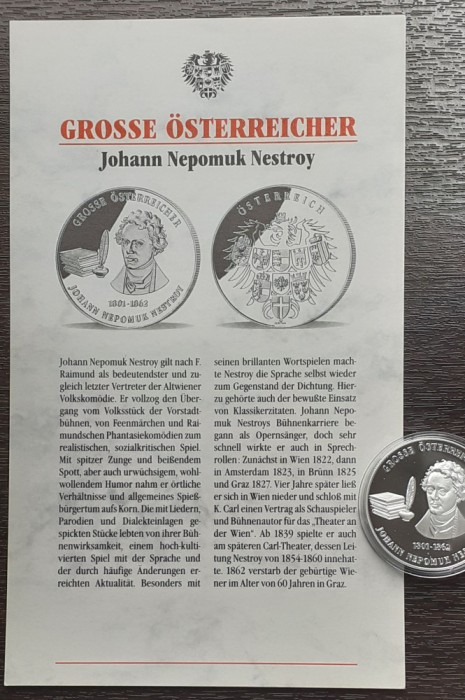 GROSSE ÖSTERREICHER
Johann Nepomuk Nestroy
GROSSE ÖSTERREICHER
1801-1862
JOHANN NEPOMUK NESTROY
ÖSTERREICH
Johann Nepomuk Nestroy gilt nach F.
Raimund als bedeutendster und zu-
gleich letzter Vertreter der Altwiener
Volkskomödie. Er vollzog den Über-
gang vom Volksstück der Vorstadt-
bühnen, von Feenmärchen und Rai-
mundschen Phantasiekomödien zum
realistischen, sozialkritischen Spiel.
Mit spitzer Zunge und beißendem
Spott, aber auch urwüchsigem, wohl-
wollendem Humor nahm er örtliche
Verhältnisse und allgemeines Spieß-
bürgertum aufs Korn. Die mit Liedern,
Parodien und Dialekteinlagen ge-
spickten Stücke lebten von ihrer Büh-
nenwirksamkeit, einem hoch-kulti-
vierten Spiel mit der Sprache und
der durch häufige Änderungen er-
reichten Aktualität. Besonders mit
seinen brillanten Wortspielen mach-
te Nestroy die Sprache selbst wieder
zum Gegenstand der Dichtung. Hier-
zu gehörte auch der bewußte Einsatz
von Klassikerzitaten. Johann Nepo-
muk Nestroys Bühnenkarriere be-
gann als Opernsänger, doch sehr
schnell wirkte er auch in Sprech-
rollen: Zunächst in Wien 1822, dann
in Amsterdam 1823, in Brünn 1825
und Graz 1827. Vier Jahre später ließ
er sich in Wien nieder und schloß mit
K. Carl einen Vertrag als Schauspieler
und Bühnenautor für das „Theater an
der Wien". Ab 1839 spielte er auch
am späteren Carl-Theater, dessen Lei-
tung Nestroy von 1854-1860 innehat-
te. 1862 verstarb der gebürtige Wie-
ner im Alter von 60 Jahren in Graz.
GROSSE ÖSTERREICH
1801-1862
JOHANN NEPOMUK NE